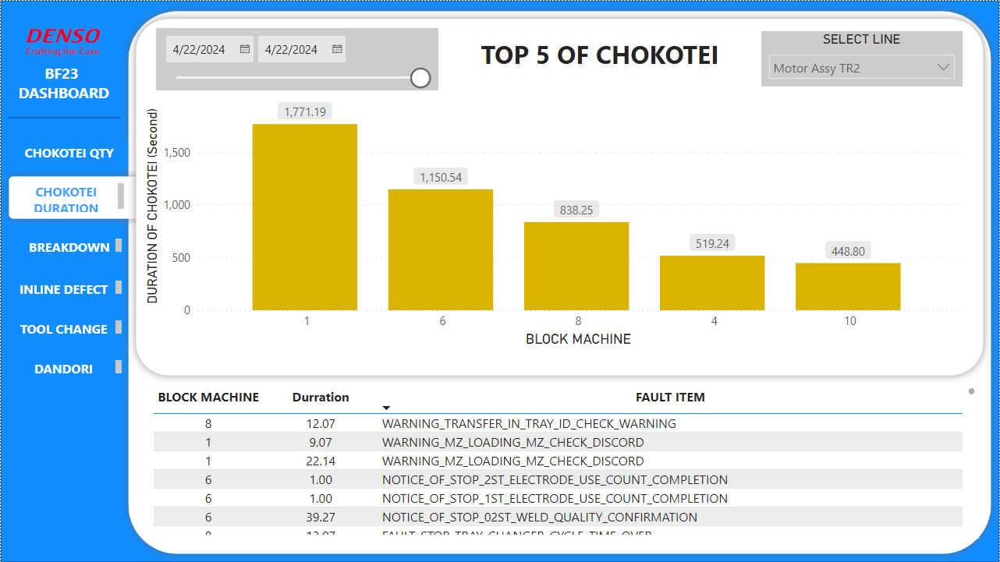 DENSO
Crafting the Core
BF23
DASHBOARD
CHOKOTEI QTY
CHOKOTEI
DURATION
BREAKDOWN
INLINE DEFECT
TOOL CHANGE
DANDORI
4/22/2024
4/22/2024
TOP 5 OF CHOKOTEI
SELECT LINE
Motor Assy TR2
DURATION OF CHOKOTEI (Second)
1,500
1,000
500
0
1,771.19
1,150.54
838.25
519.24
448.80
1
6
8
4
10
BLOCK MACHINE
BLOCK MACHINE Durration FAULT ITEM
8 12.07 WARNING_TRANSFER_IN_TRAY_ID_CHECK_WARNING
1 9.07 WARNING_MZ_LOADING_MZ_CHECK_DISCORD
1 22.14 WARNING_MZ_LOADING_MZ_CHECK_DISCORD
6 1.00 NOTICE_OF_STOP_2ST_ELECTRODE_USE_COUNT_COMPLETION
6 1.00 NOTICE_OF_STOP_1ST_ELECTRODE_USE_COUNT_COMPLETION
6 39.27 NOTICE_OF_STOP_02ST_WELD_QUALITY_CONFIRMATION
8 12.07 FAULT_STOP_TRAY_CHANGER_CYCLE_TIME_OVER